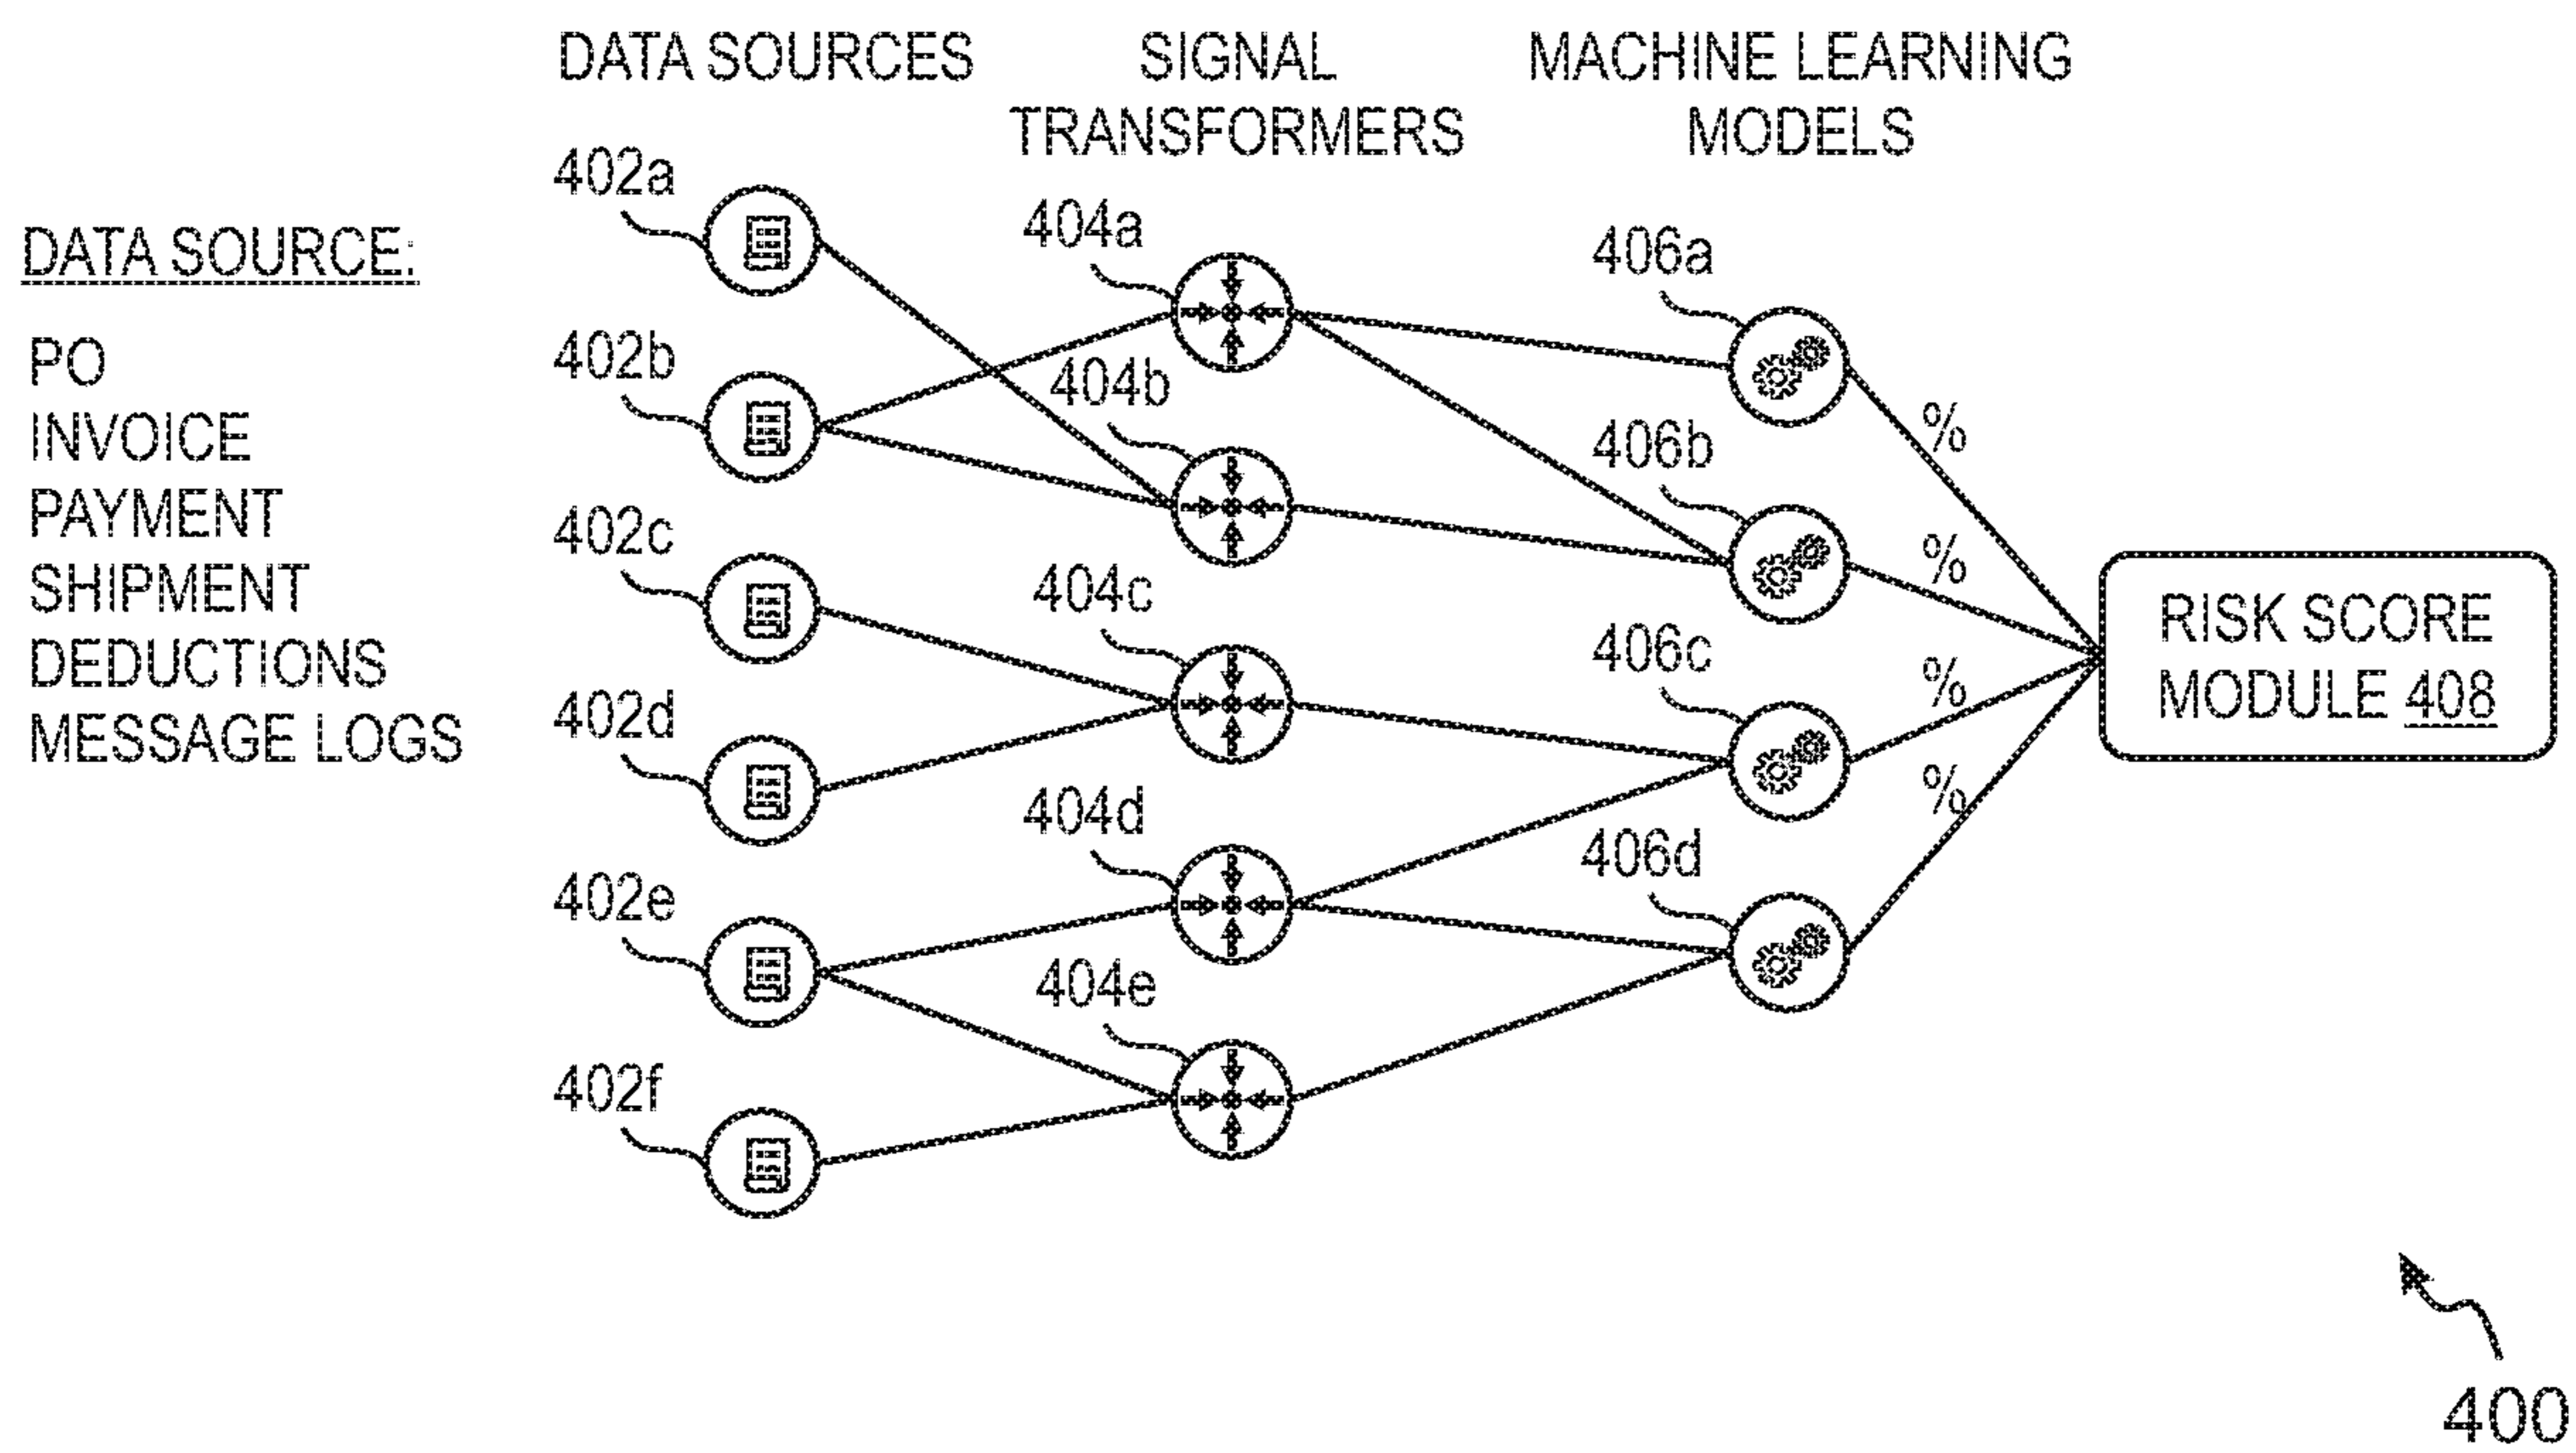 DATA SOURCES
SIGNAL
TRANSFORMERS
MACHINE LEARNING
MODELS
DATA SOURCE:
PO
INVOICE
PAYMENT
SHIPMENT
DEDUCTIONS
MESSAGE LOGS
402a
402b
402c
402d
402e
402f
404a
404b
404c
404d
404e
406a
406b
406c
406d
%
%
%
%
RISK SCORE
MODULE 408
400